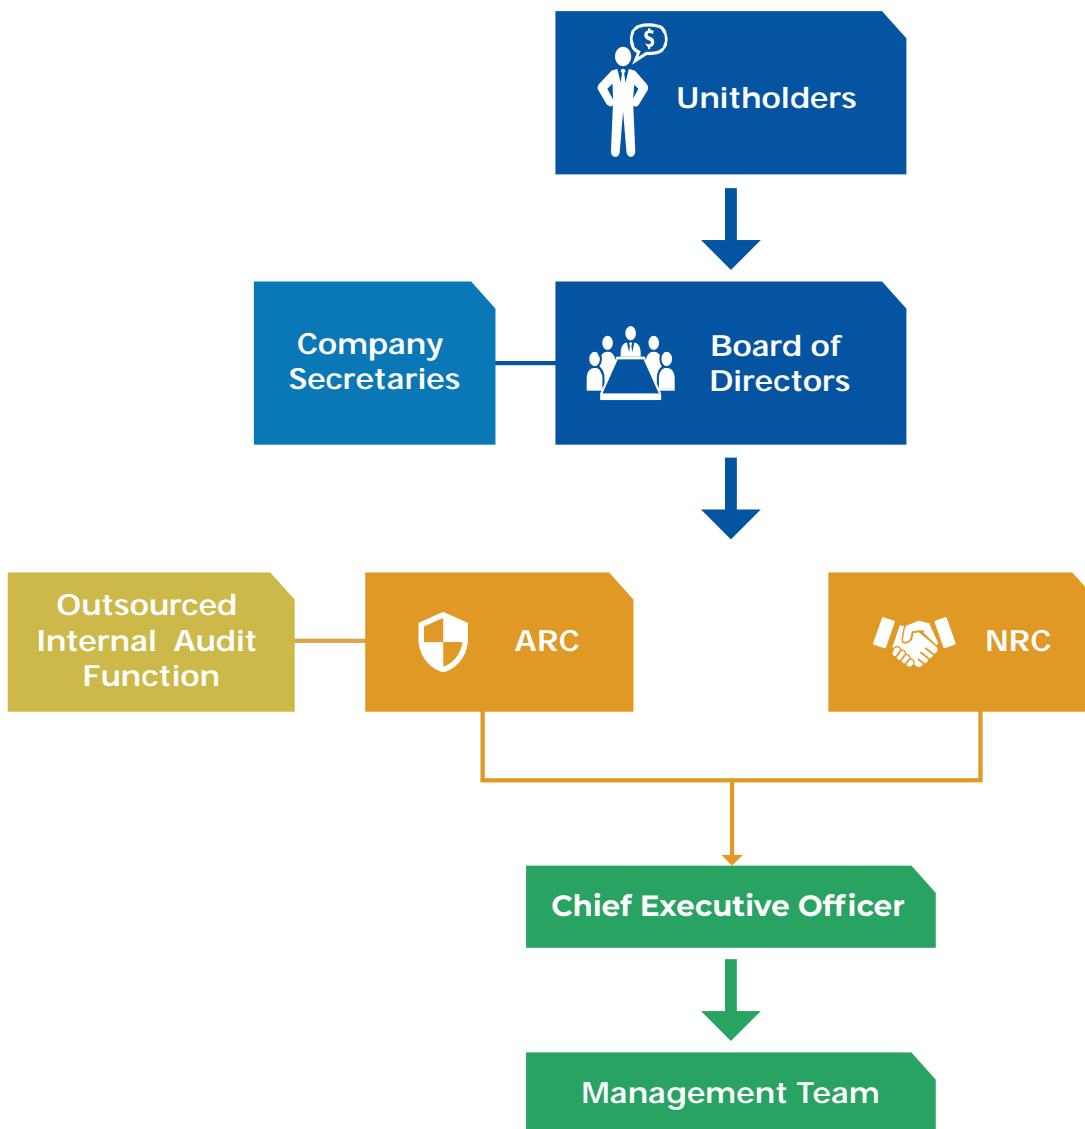 $
Unitholders
Company
Secretaries
Board of
Directors
Outsourced
Internal Audit
Function
ARC
NRC
Chief Executive Officer
Management Team